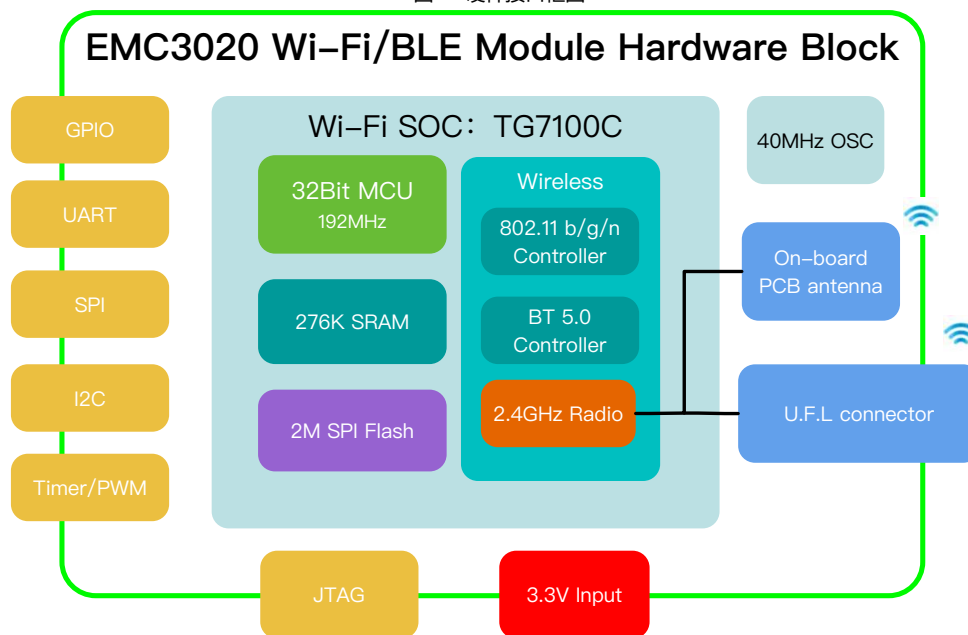 EMC3020 Wi-Fi/BLE Module Hardware Block
GPIO
UART
SPI
I2C
Timer/PWM
Wi-Fi SOC：TG7100C
32Bit MCU
192MHz
276K SRAM
2M SPI Flash
Wireless
802.11 b/g/n
Controller
BT 5.0
Controller
2.4GHz Radio
40MHz OSC
On-board
PCB antenna
U.F.L connector
JTAG
3.3V Input